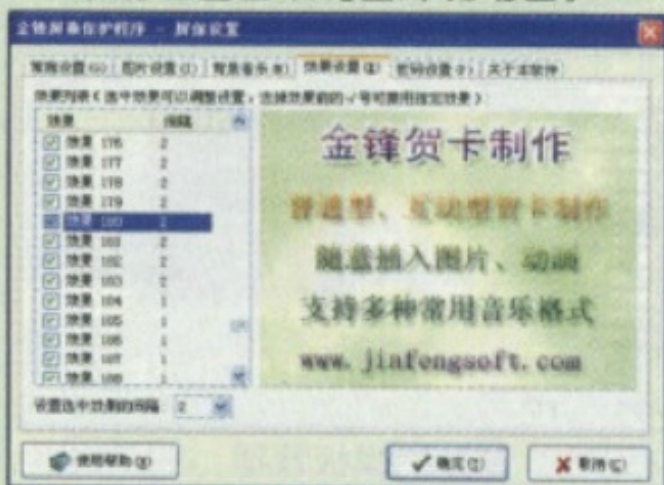 金锋屏幕保护程序 - 屏保设置
常规设置(G) 图片设置(I) 背景音乐(M) 效果设置(E) 密码设置(P) 关于本软件
效果列表(选中效果可以调整设置,去掉效果前的√号可禁用指定效果)
效果 间隔
效果 176 2
效果 177 2
效果 178 2
效果 179 2
效果 180 2
效果 181 2
效果 182 2
效果 183 2
效果 184 1
效果 185 1
效果 186 1
效果 187 1
效果 188 1
金锋贺卡制作
普通型、互动型贺卡制作
随意插入图片、动画
支持多种常用音乐格式
www.jinfengsoft.com
设置选中效果的间隔 2
使用帮助(H) 确定(O) 取消(C)